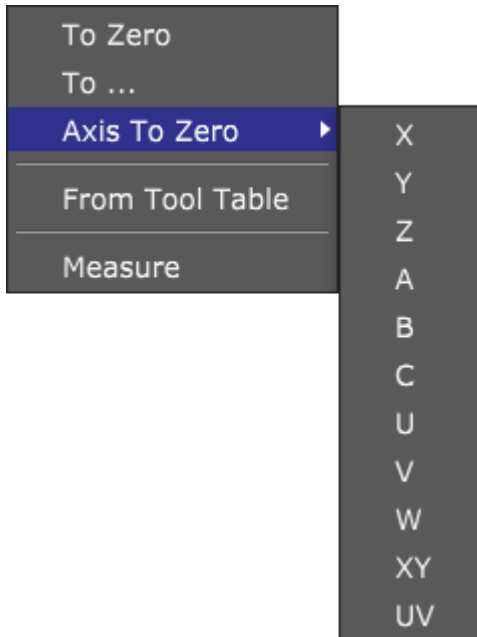 To Zero
To ...
Axis To Zero
From Tool Table
Measure
X
Y
Z
A
B
C
U
V
W
XY
UV